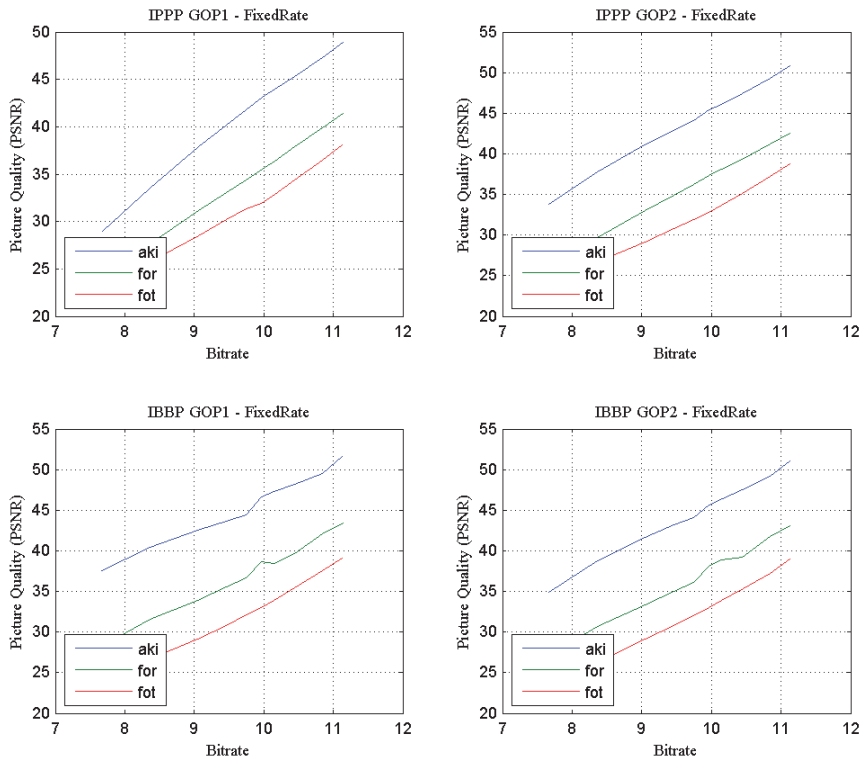 IPPP GOP1 - FixedRate
50
45
40
35
30
25
20
Picture Quality (PSNR)
aki
for
fot
7 8 9 10 11 12
Bitrate
IPPP GOP2 - FixedRate
55
50
45
40
35
30
25
20
Picture Quality (PSNR)
aki
for
fot
7 8 9 10 11 12
Bitrate
IBBP GOP1 - FixedRate
55
50
45
40
35
30
25
20
Picture Quality (PSNR)
aki
for
fot
7 8 9 10 11 12
Bitrate
IBBP GOP2 - FixedRate
55
50
45
40
35
30
25
20
Picture Quality (PSNR)
aki
for
fot
7 8 9 10 11 12
Bitrate